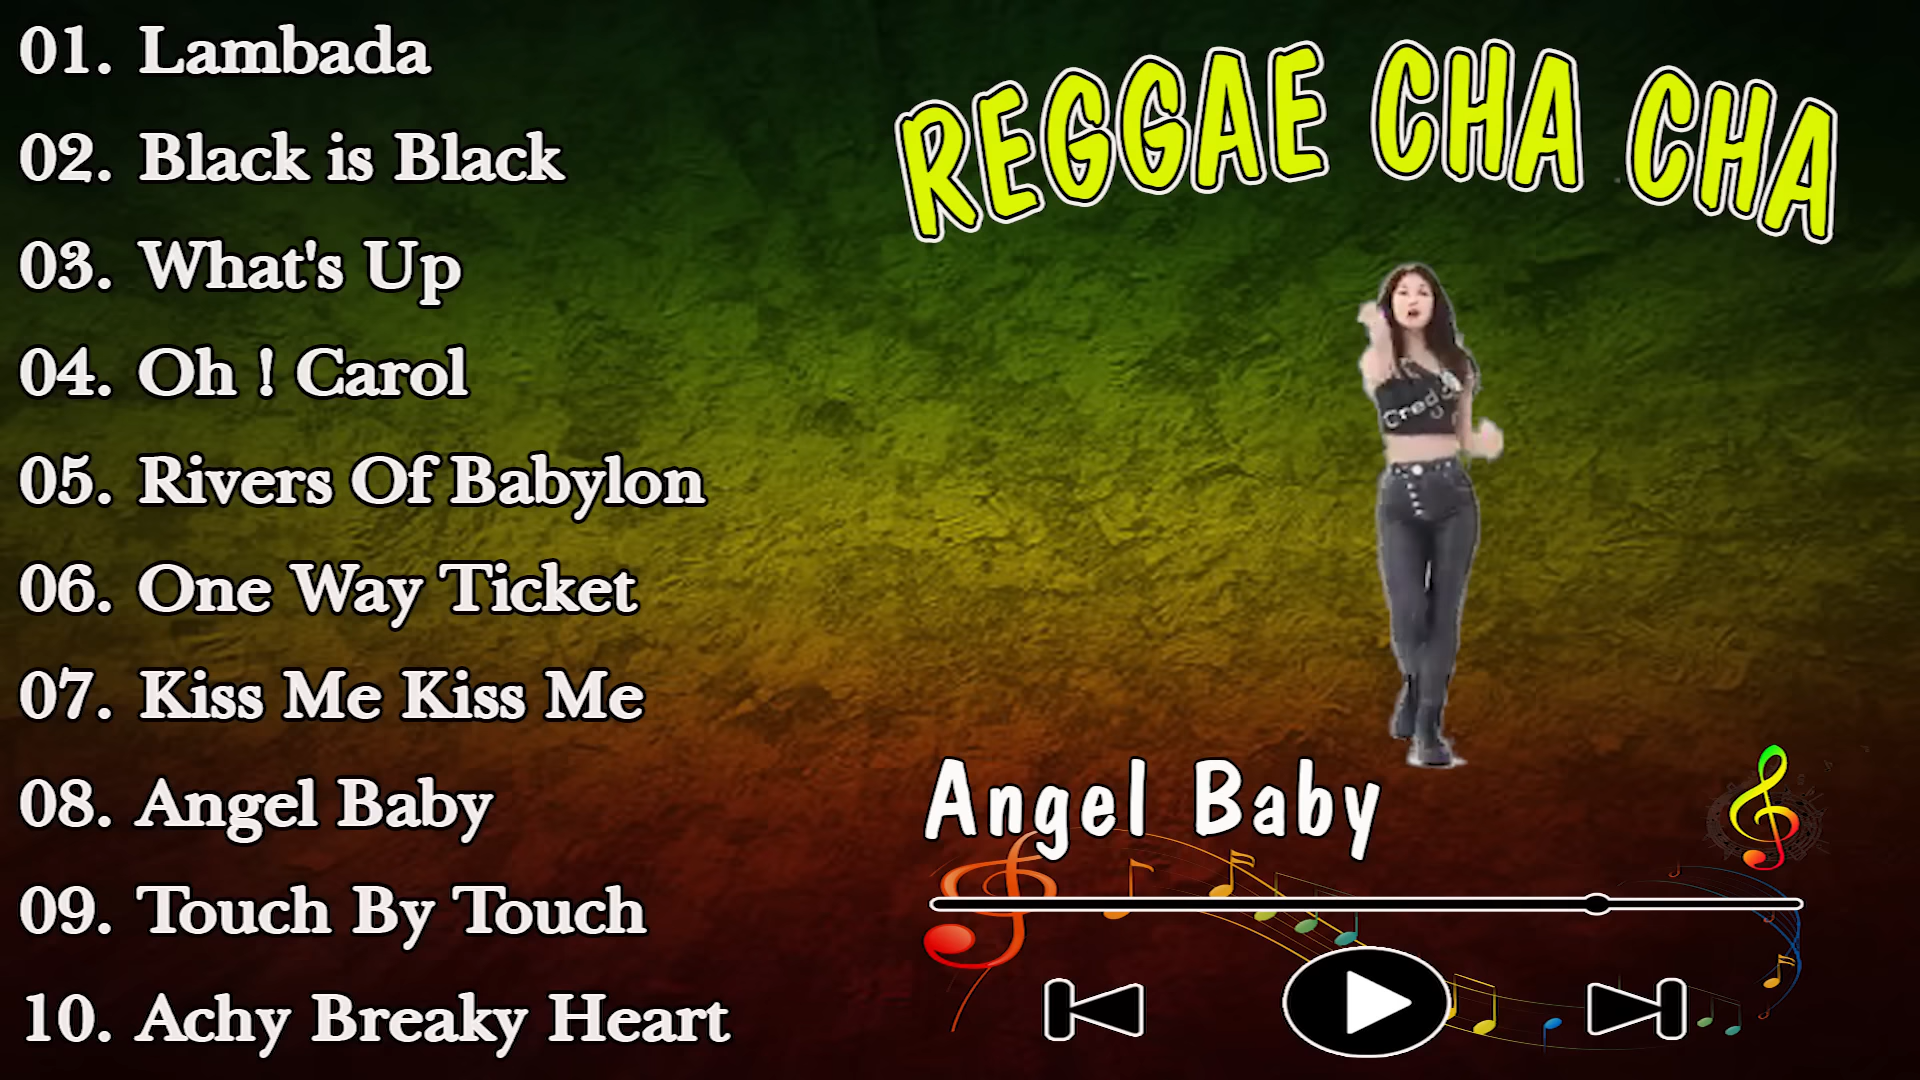 01. Lambada
02. Black is Black
03. What's Up
04. Oh ! Carol
05. Rivers Of Babylon
06. One Way Ticket
07. Kiss Me Kiss Me
08. Angel Baby
09. Touch By Touch
10. Achy Breaky Heart
REGGAE CHA CHA
Angel Baby